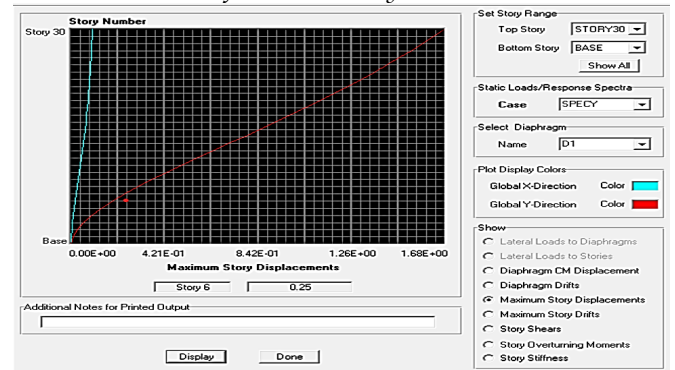 Story Number
Story 30
Base
0.00E+00 4.21E-01 8.42E-01 1.26E+00 1.68E+00
Maximum Story Displacements
Story 6 0.25
Additional Notes for Printed Output
Display Done
Set Story Range
Top Story STORY30
Bottom Story BASE
Show All
Static Loads/Response Spectra
Case SPECY
Select Diaphragm
Name D1
Plot Display Colors
Global X-Direction Color
Global Y-Direction Color
Show
Lateral Loads to Diaphragms
Lateral Loads to Stories
Diaphragm CM Displacement
Diaphragm Drifts
Maximum Story Displacements
Maximum Story Drifts
Story Shears
Story Overturning Moments
Story Stiffness